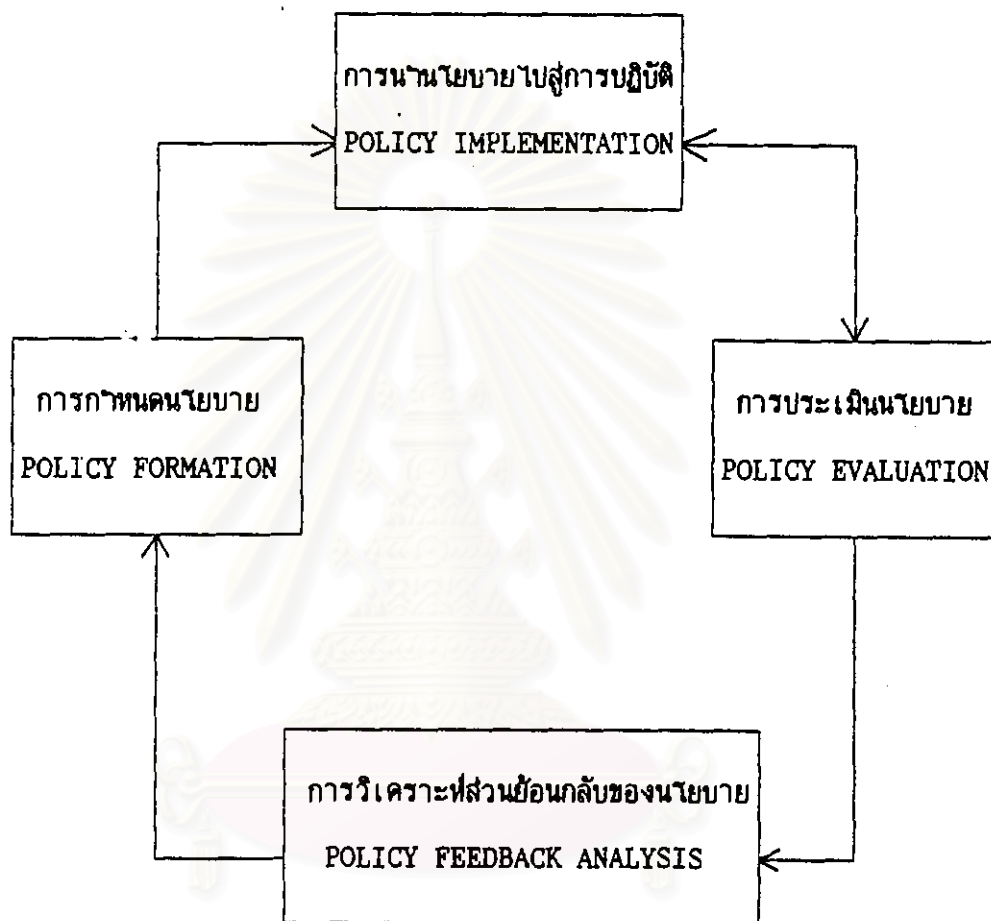 การนำนโยบายไปสู่การปฏิบัติ
POLICY IMPLEMENTATION
การกำหนดนโยบาย
POLICY FORMATION
การประเมินนโยบาย
POLICY EVALUATION
การวิเคราะห์ส่วนย้อนกลับของนโยบาย
POLICY FEEDBACK ANALYSIS